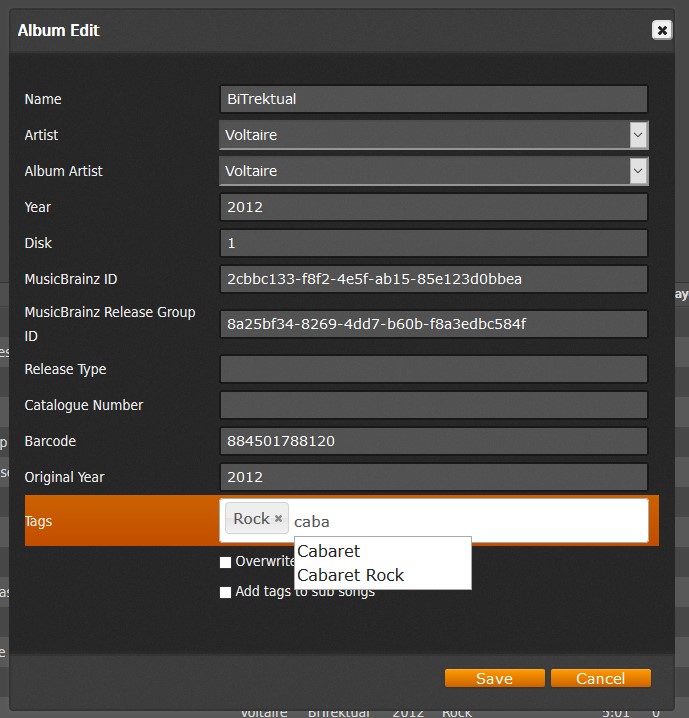 Album Edit
Name BiTrektual
Artist Voltaire
Album Artist Voltaire
Year 2012
Disk 1
MusicBrainz ID 2cbbc133-f8f2-4e5f-ab15-85e123d0bbea
MusicBrainz Release Group
ID 8a25bf34-8269-4dd7-b60b-f8a3edbc584f
Release Type
Catalogue Number
Barcode 884501788120
Original Year 2012
Tags Rock × caba
Cabaret
Cabaret Rock
Overwrite
Add tags to sub songs
Save Cancel
Voltaire BiTrektual 2012 Rock 5:01 0